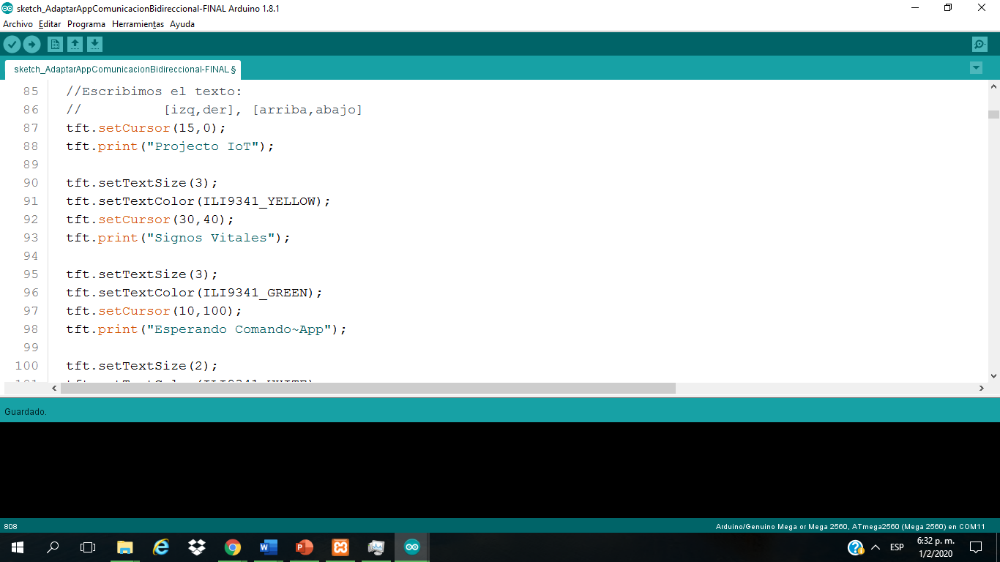 sketch_AdaptarAppComunicacionBidireccional-FINAL Arduino 1.8.1
Archivo Editar Programa Herramientas Ayuda
sketch_AdaptarAppComunicacionBidireccional-FINAL §
85 //Escribimos el texto:
86 // [izq,der], [arriba,abajo]
87 tft.setCursor(15,0);
88 tft.print("Projecto IoT");
89
90 tft.setTextSize(3);
91 tft.setTextColor(ILI9341_YELLOW);
92 tft.setCursor(30,40);
93 tft.print("Signos Vitales");
94
95 tft.setTextSize(3);
96 tft.setTextColor(ILI9341_GREEN);
97 tft.setCursor(10,100);
98 tft.print("Esperando Comando~App");
99
100 tft.setTextSize(2);
Guardado.
808 Arduino/Genuino Mega or Mega 2560, ATmega2560 (Mega 2560) en COM11
ESP 6:32 p. m.
1/2/2020